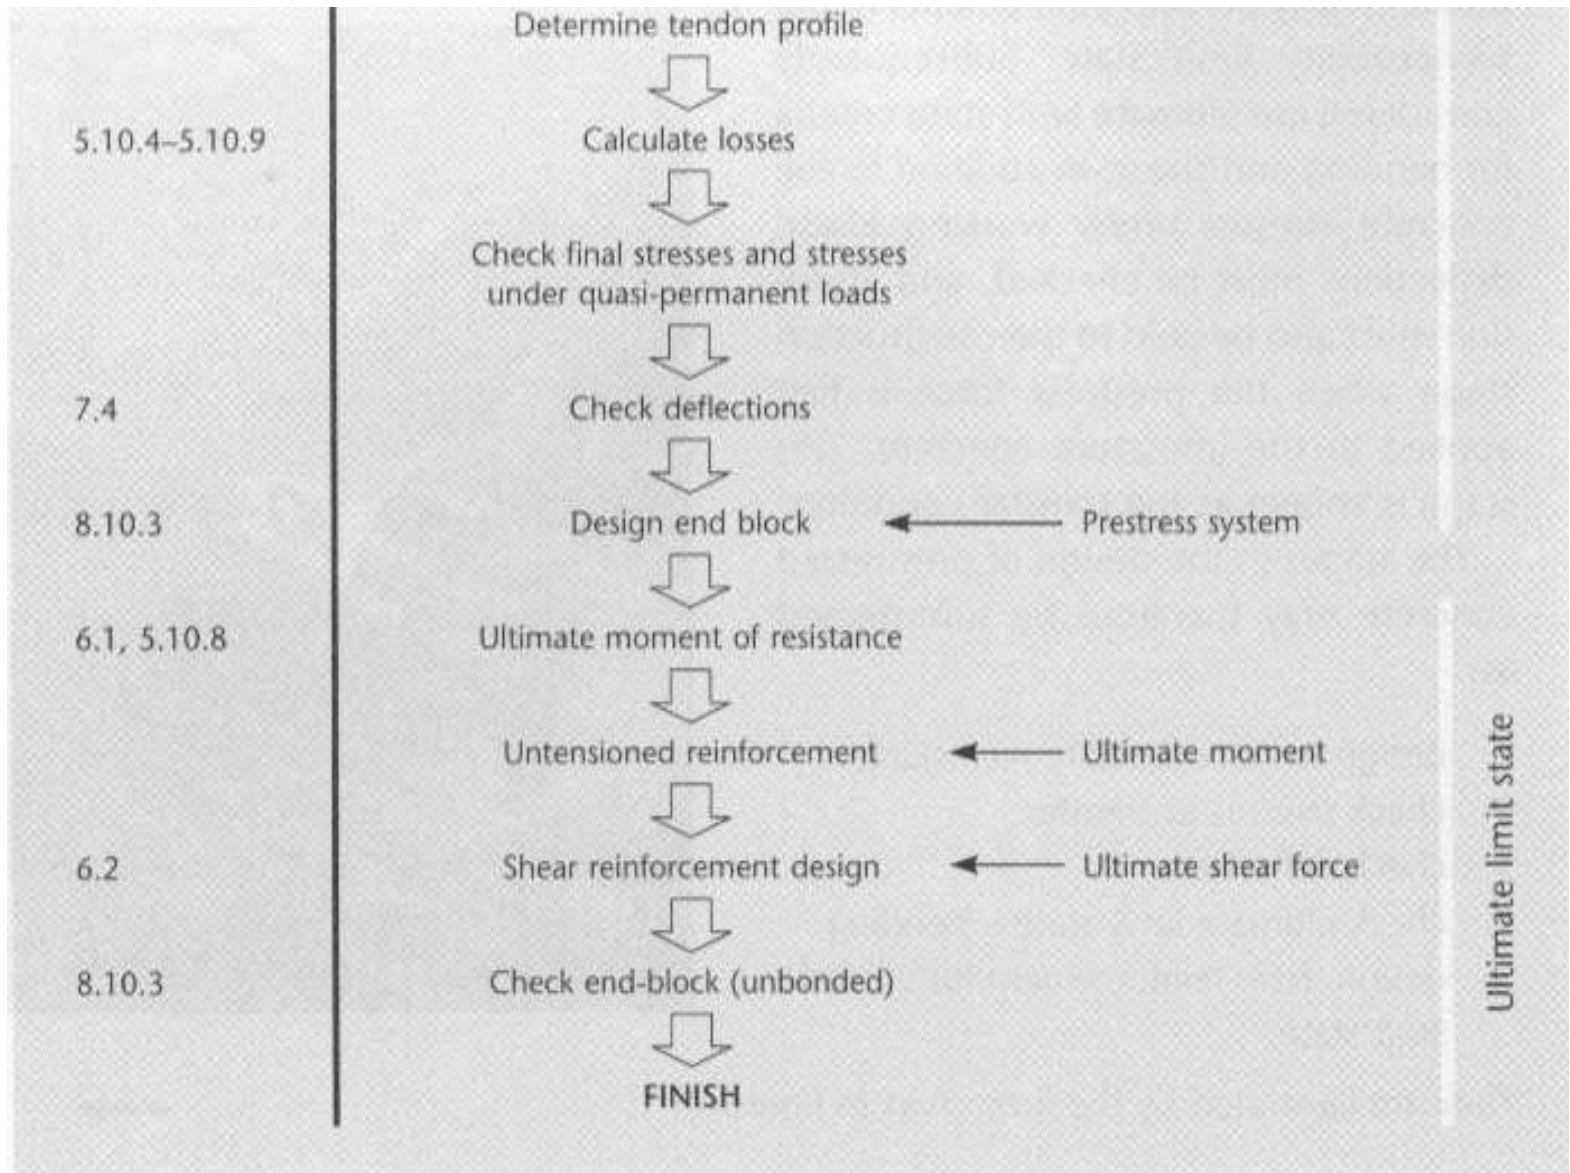 Determine tendon profile
5.10.4–5.10.9 Calculate losses
Check final stresses and stresses
under quasi-permanent loads
7.4 Check deflections
8.10.3 Design end block Prestress system
6.1, 5.10.8 Ultimate moment of resistance
Untensioned reinforcement Ultimate moment
6.2 Shear reinforcement design Ultimate shear force
8.10.3 Check end-block (unbonded)
FINISH
Ultimate limit state